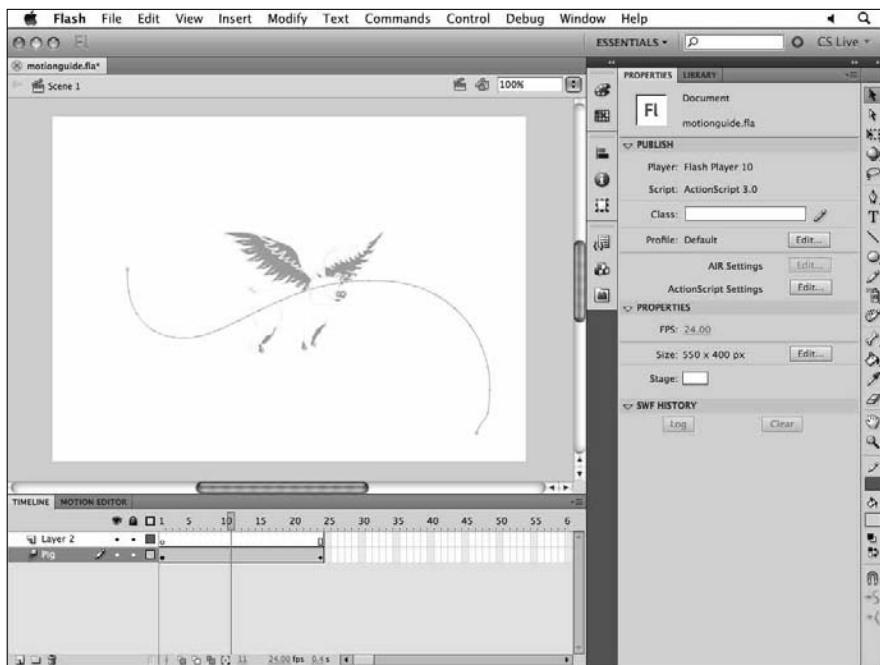 Flash File Edit View Insert Modify Text Commands Control Debug Window Help
Fl ESSENTIALS CS Live
motionguide.fla*
Scene 1 100%
PROPERTIES LIBRARY
Fl Document
motionguide.fla
PUBLISH
Player: Flash Player 10
Script: ActionScript 3.0
Class:
Profile: Default Edit...
AIR Settings Edit...
ActionScript Settings Edit...
PROPERTIES
FPS: 24.00
Size: 550 x 400 px Edit...
Stage:
SWF HISTORY
Log Clear
TIMELINE MOTION EDITOR
1 5 10 15 20 25 30 35 40 45 50 55 6
Layer 2
Pig
11 24.00 fps 0.4 s